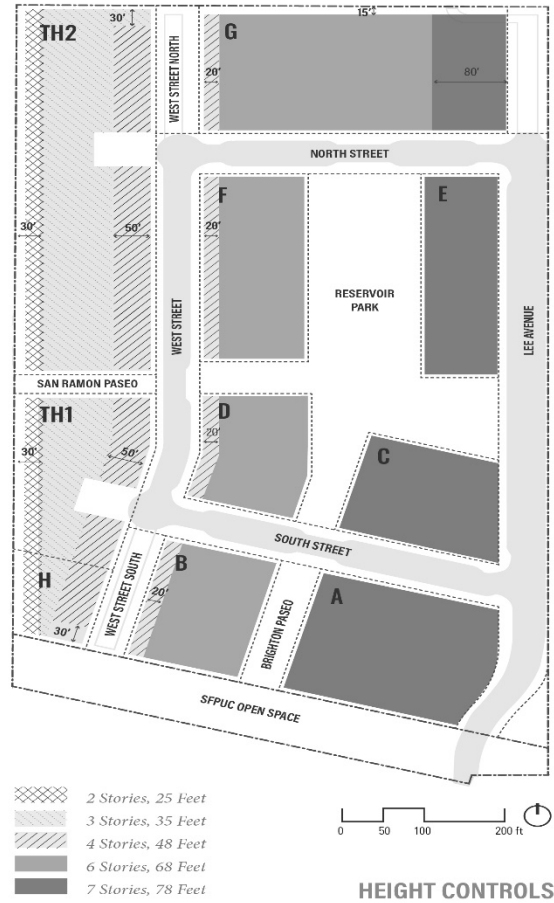 30'
TH2
WEST STREET NORTH
G
15'
20'
80'
NORTH STREET
30'
50'
F
20'
E
RESERVOIR
PARK
WEST STREET
LEE AVENUE
SAN RAMON PASEO
TH1
30'
50'
D
20'
C
SOUTH STREET
H
30'
WEST STREET SOUTH
B
20'
BRIGHTON PASEO
A
SFPUC OPEN SPACE
2 Stories, 25 Feet
3 Stories, 35 Feet
4 Stories, 48 Feet
6 Stories, 68 Feet
7 Stories, 78 Feet
0 50 100 200 ft
HEIGHT CONTROLS